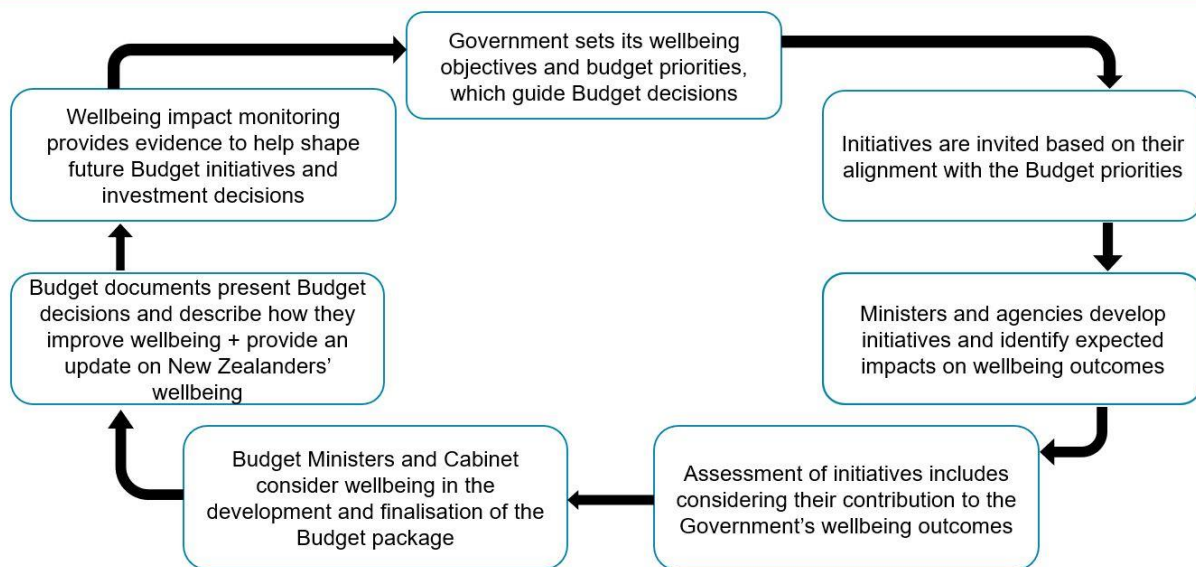 Government sets its wellbeing
objectives and budget priorities,
which guide Budget decisions
Initiatives are invited based on their
alignment with the Budget priorities
Ministers and agencies develop
initiatives and identify expected
impacts on wellbeing outcomes
Assessment of initiatives includes
considering their contribution to the
Government’s wellbeing outcomes
Budget Ministers and Cabinet
consider wellbeing in the
development and finalisation of the
Budget package
Budget documents present Budget
decisions and describe how they
improve wellbeing + provide an
update on New Zealanders’
wellbeing
Wellbeing impact monitoring
provides evidence to help shape
future Budget initiatives and
investment decisions